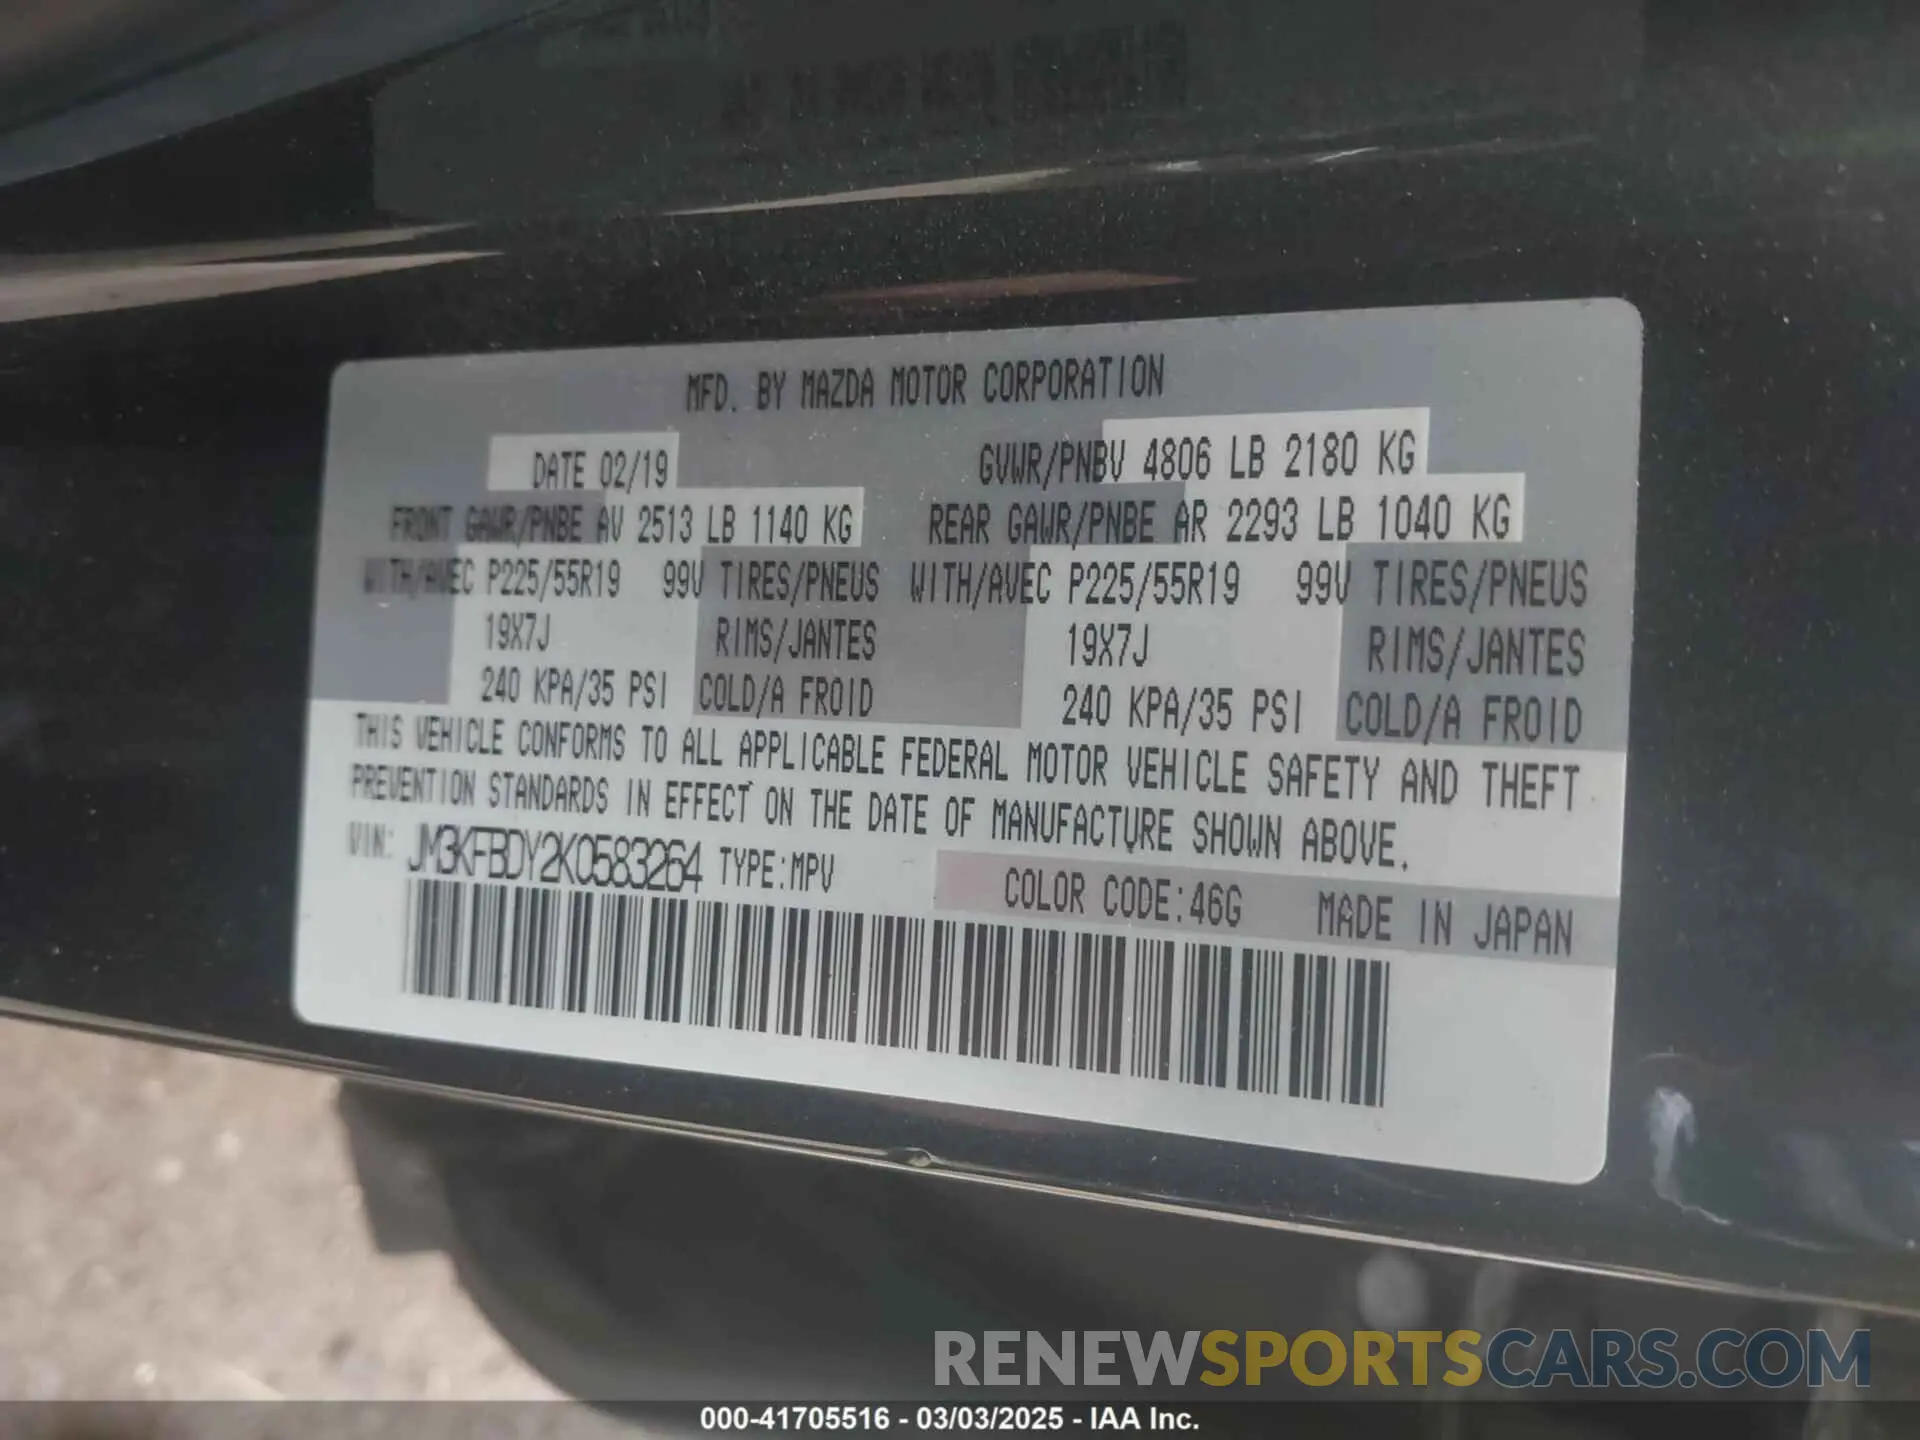 MFD. BY MAZDA MOTOR CORPORATION
DATE 02/19 GVWR/PNBV 4806 LB 2180 KG
FRONT GAWR/PNBE AV 2513 LB 1140 KG REAR GAWR/PNBE AR 2293 LB 1040 KG
WITH/AVEC P225/55R19 99V TIRES/PNEUS WITH/AVEC P225/55R19 99V TIRES/PNEUS
19X7J RIMS/JANTES 19X7J RIMS/JANTES
240 KPA/35 PSI COLD/A FROID 240 KPA/35 PSI COLD/A FROID
THIS VEHICLE CONFORMS TO ALL APPLICABLE FEDERAL MOTOR VEHICLE SAFETY AND THEFT
PREVENTION STANDARDS IN EFFECT ON THE DATE OF MANUFACTURE SHOWN ABOVE.
VIN: JM3KFBDY2K0583264 TYPE:MPV COLOR CODE:46G MADE IN JAPAN
RENEWSPORTSCARS.COM
000-41705516 - 03/03/2025 - IAA Inc.